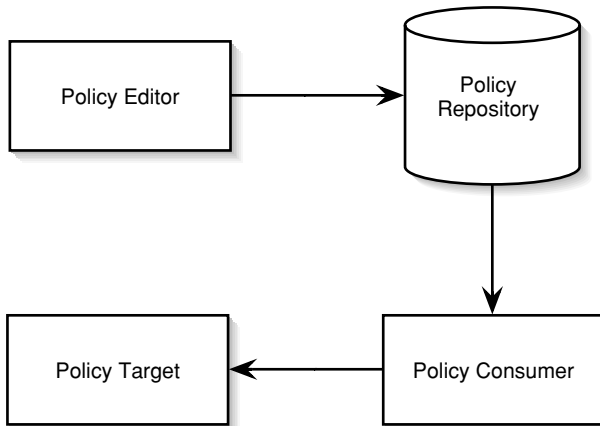 Policy Editor
Policy
Repository
Policy Target
Policy Consumer